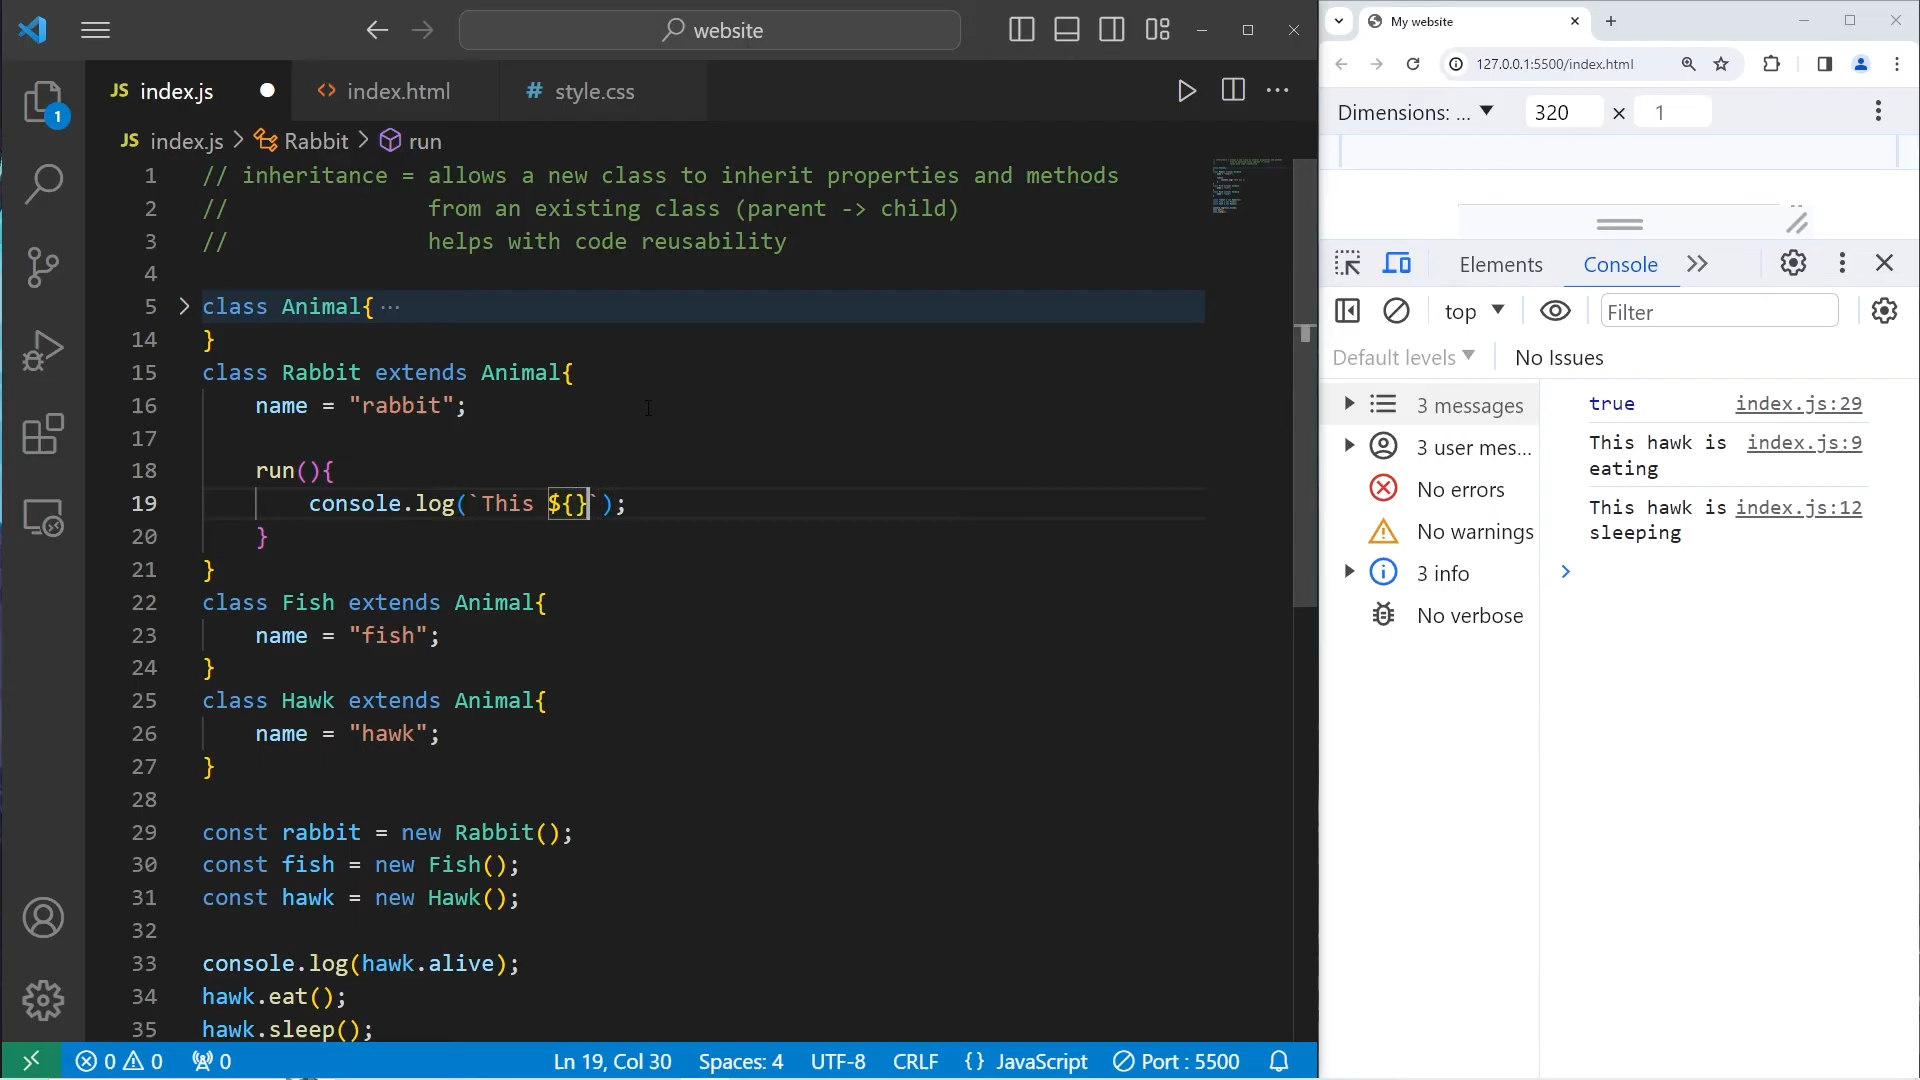 website
JS index.js
<> index.html
# style.css
JS index.js > Rabbit > run
1 // inheritance = allows a new class to inherit properties and methods
2 // from an existing class (parent -> child)
3 // helps with code reusability
4
5 class Animal{ ···
14 }
15 class Rabbit extends Animal{
16 name = "rabbit";
17
18 run(){
19 console.log(`This ${}`);
20 }
21 }
22 class Fish extends Animal{
23 name = "fish";
24 }
25 class Hawk extends Animal{
26 name = "hawk";
27 }
28
29 const rabbit = new Rabbit();
30 const fish = new Fish();
31 const hawk = new Hawk();
32
33 console.log(hawk.alive);
34 hawk.eat();
35 hawk.sleep();
1
0 0 0 Ln 19, Col 30 Spaces: 4 UTF-8 CRLF {} JavaScript Port : 5500
My website
127.0.0.1:5500/index.html
Dimensions: ... 320 × 1
Elements Console
top Filter
Default levels No Issues
3 messages
3 user mes...
No errors
No warnings
3 info
No verbose
true index.js:29
This hawk is index.js:9
eating
This hawk is index.js:12
sleeping